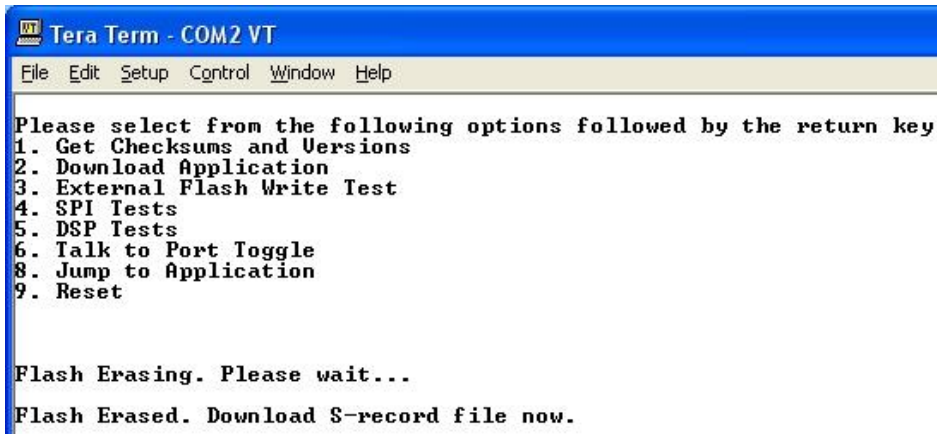 Tera Term - COM2 VT
File Edit Setup Control Window Help
Please select from the following options followed by the return key
1. Get Checksums and Versions
2. Download Application
3. External Flash Write Test
4. SPI Tests
5. DSP Tests
6. Talk to Port Toggle
8. Jump to Application
9. Reset
Flash Erasing. Please wait...
Flash Erased. Download S-record file now.